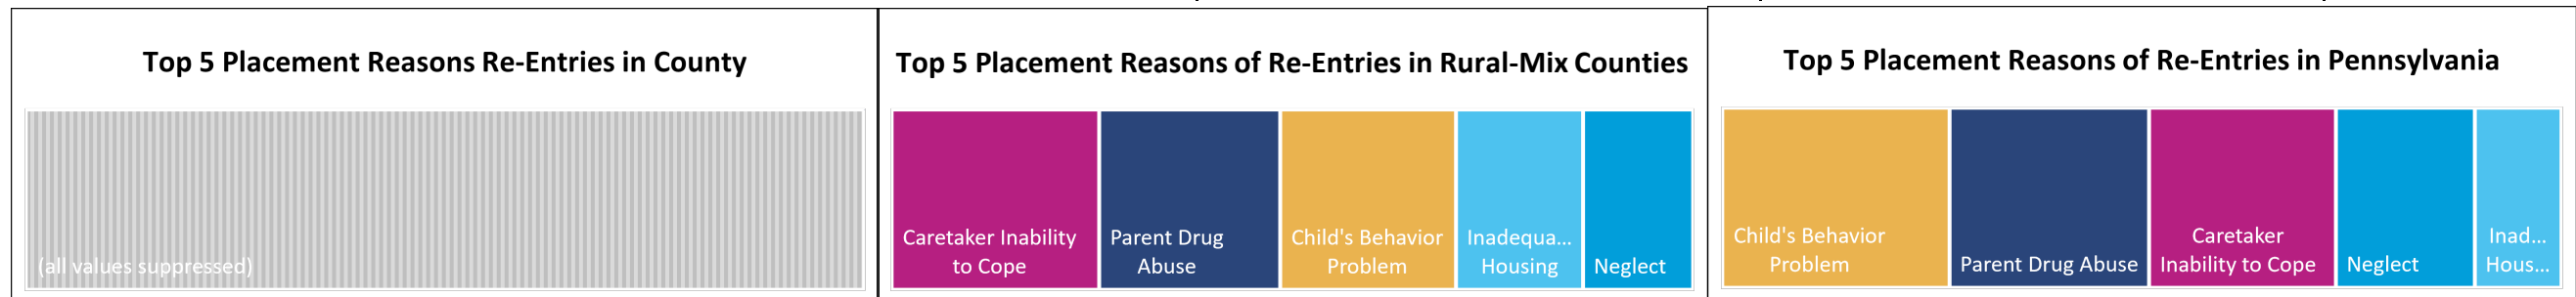 Top 5 Placement Reasons Re-Entries in County
(all values suppressed)
Top 5 Placement Reasons of Re-Entries in Rural-Mix Counties
Caretaker Inability
to Cope
Parent Drug
Abuse
Child's Behavior
Problem
Inadequa...
Housing
Neglect
Top 5 Placement Reasons of Re-Entries in Pennsylvania
Child's Behavior
Problem
Parent Drug Abuse
Caretaker
Inability to Cope
Neglect
Inad...
Hous...